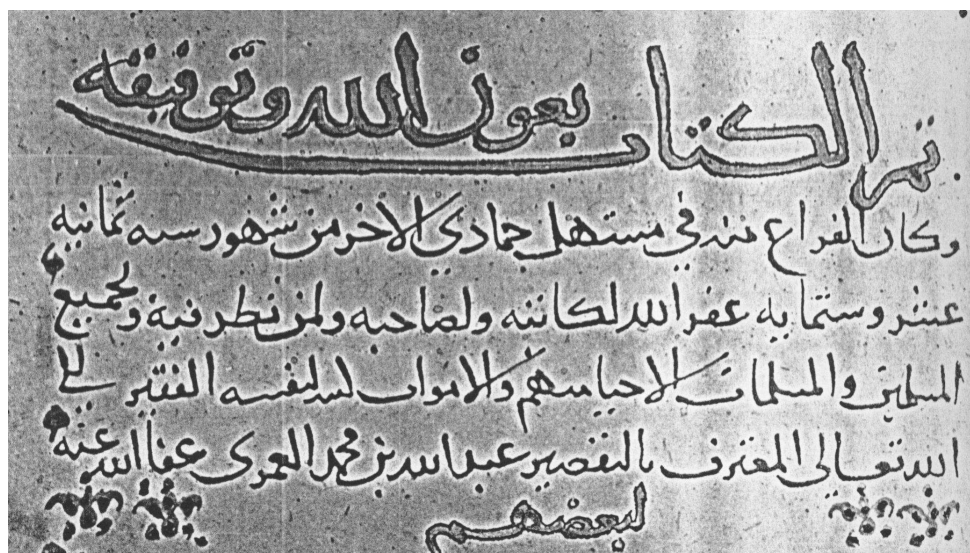 تم الكتاب بعون الله وتوفيقه
وكان الفراغ منه في مستهل جمادى الاخر من شهور سنه ثمانيه
عشر وستمايه غفر الله لكاتبه ولصاحبه ولمن نظر فيه ولجميع
المسلمين والمسلمات الاحيا منهم والاموات لنفسه الفقير الى
الله تعالى المعترف بالتقصير عبد الله بن محمد العمرى عفا الله عنه
لبعضهم